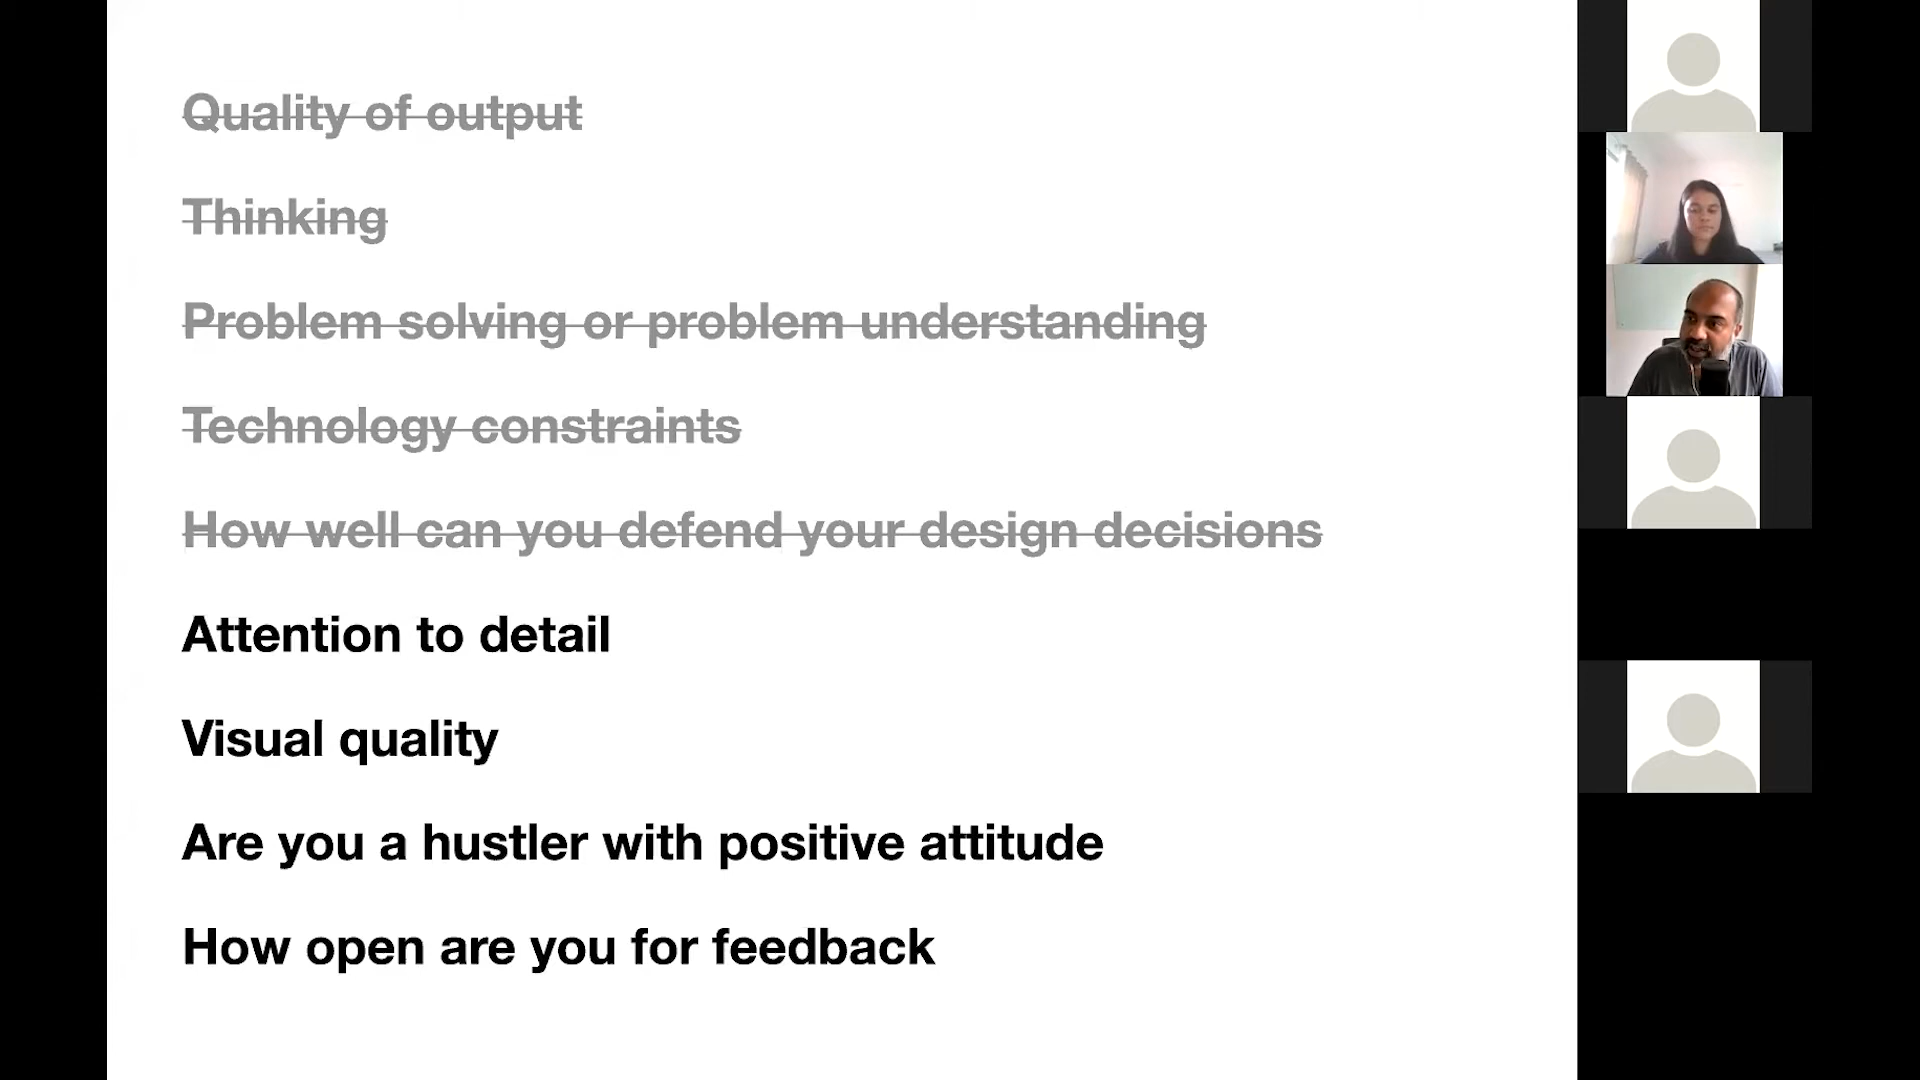 Quality of output
Thinking
Problem solving or problem understanding
Technology constraints
How well can you defend your design decisions
Attention to detail
Visual quality
Are you a hustler with positive attitude
How open are you for feedback